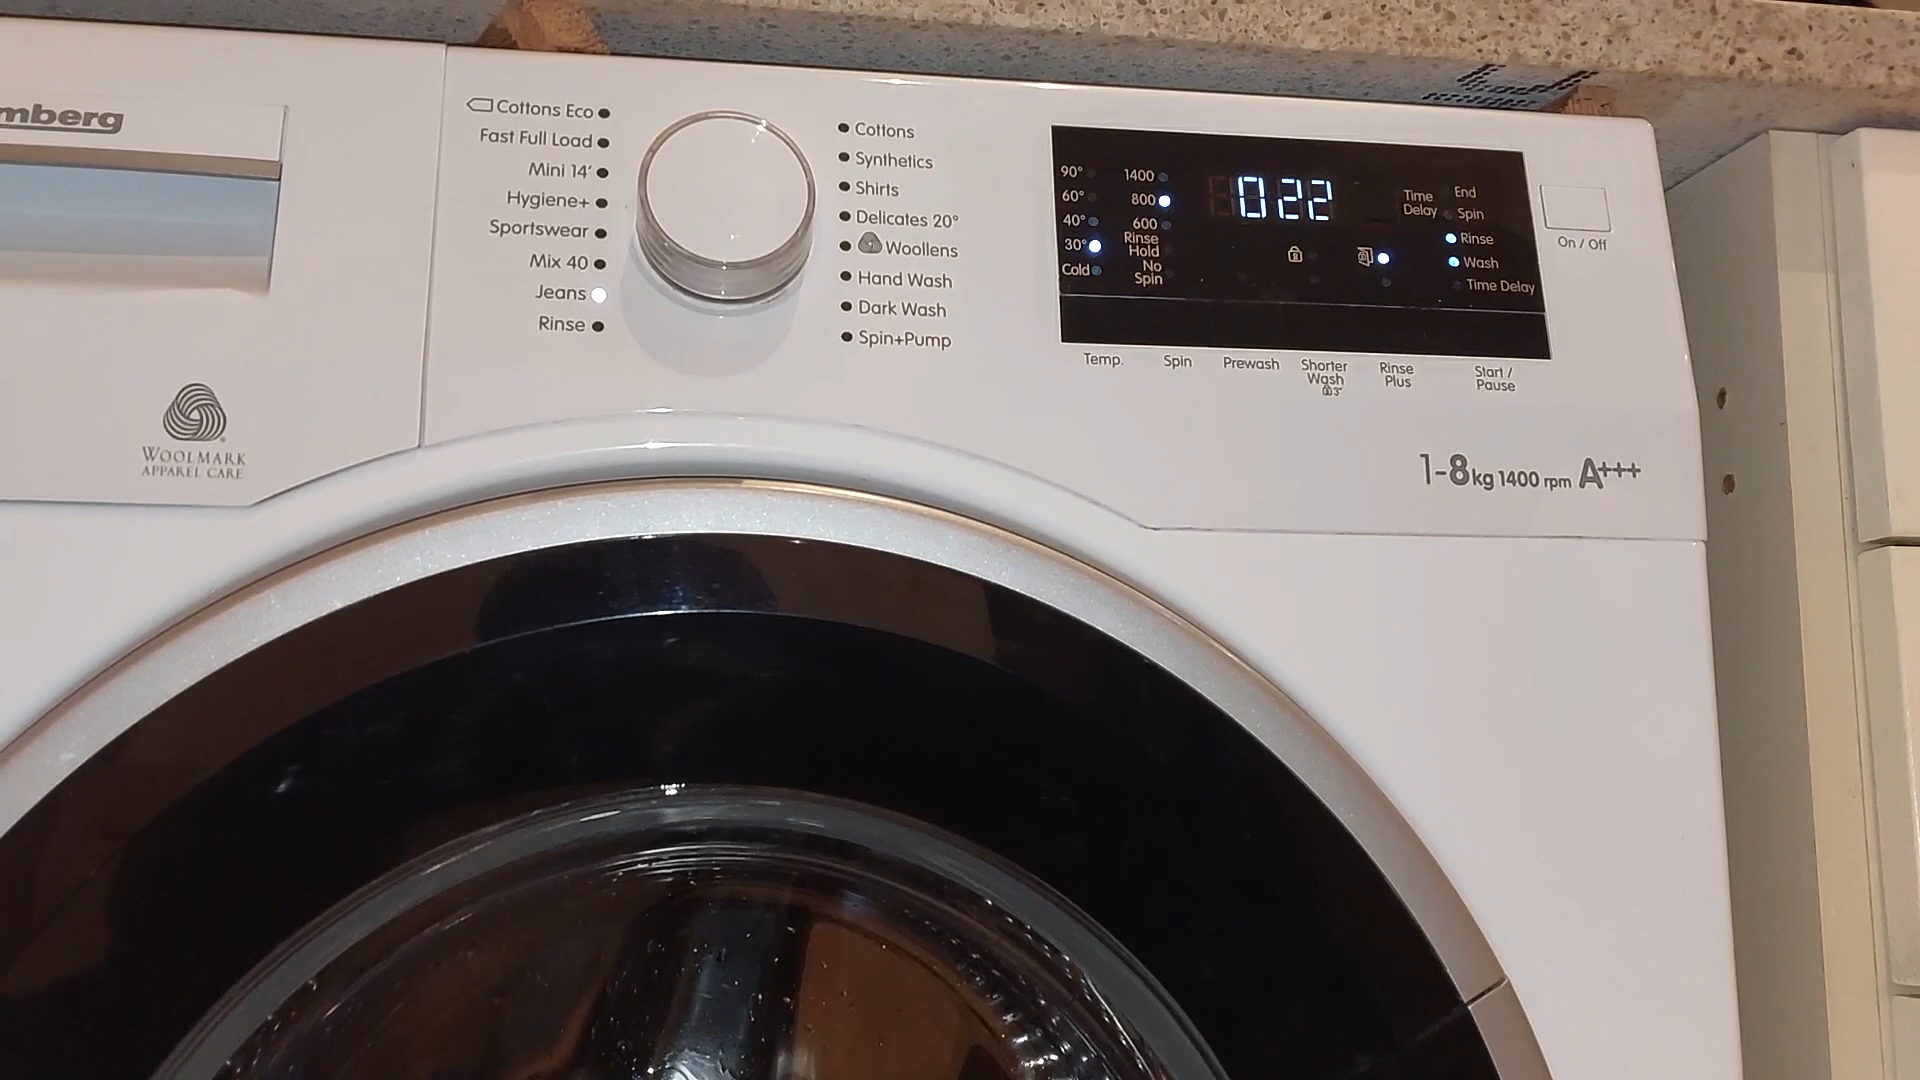 mberg
Cottons Eco
Fast Full Load
Mini 14'
Hygiene+
Sportswear
Mix 40
Jeans
Rinse
Cottons
Synthetics
Shirts
Delicates 20°
Woollens
Hand Wash
Dark Wash
Spin+Pump
90°
60°
40°
30°
Cold
1400
800
600
Rinse
Hold
No
Spin
022
Time
Delay
End
Spin
Rinse
Wash
Time Delay
On / Off
Temp.
Spin
Prewash
Shorter
Wash
3"
Rinse
Plus
Start /
Pause
WOOLMARK
APPAREL CARE
1-8kg 1400 rpm A+++